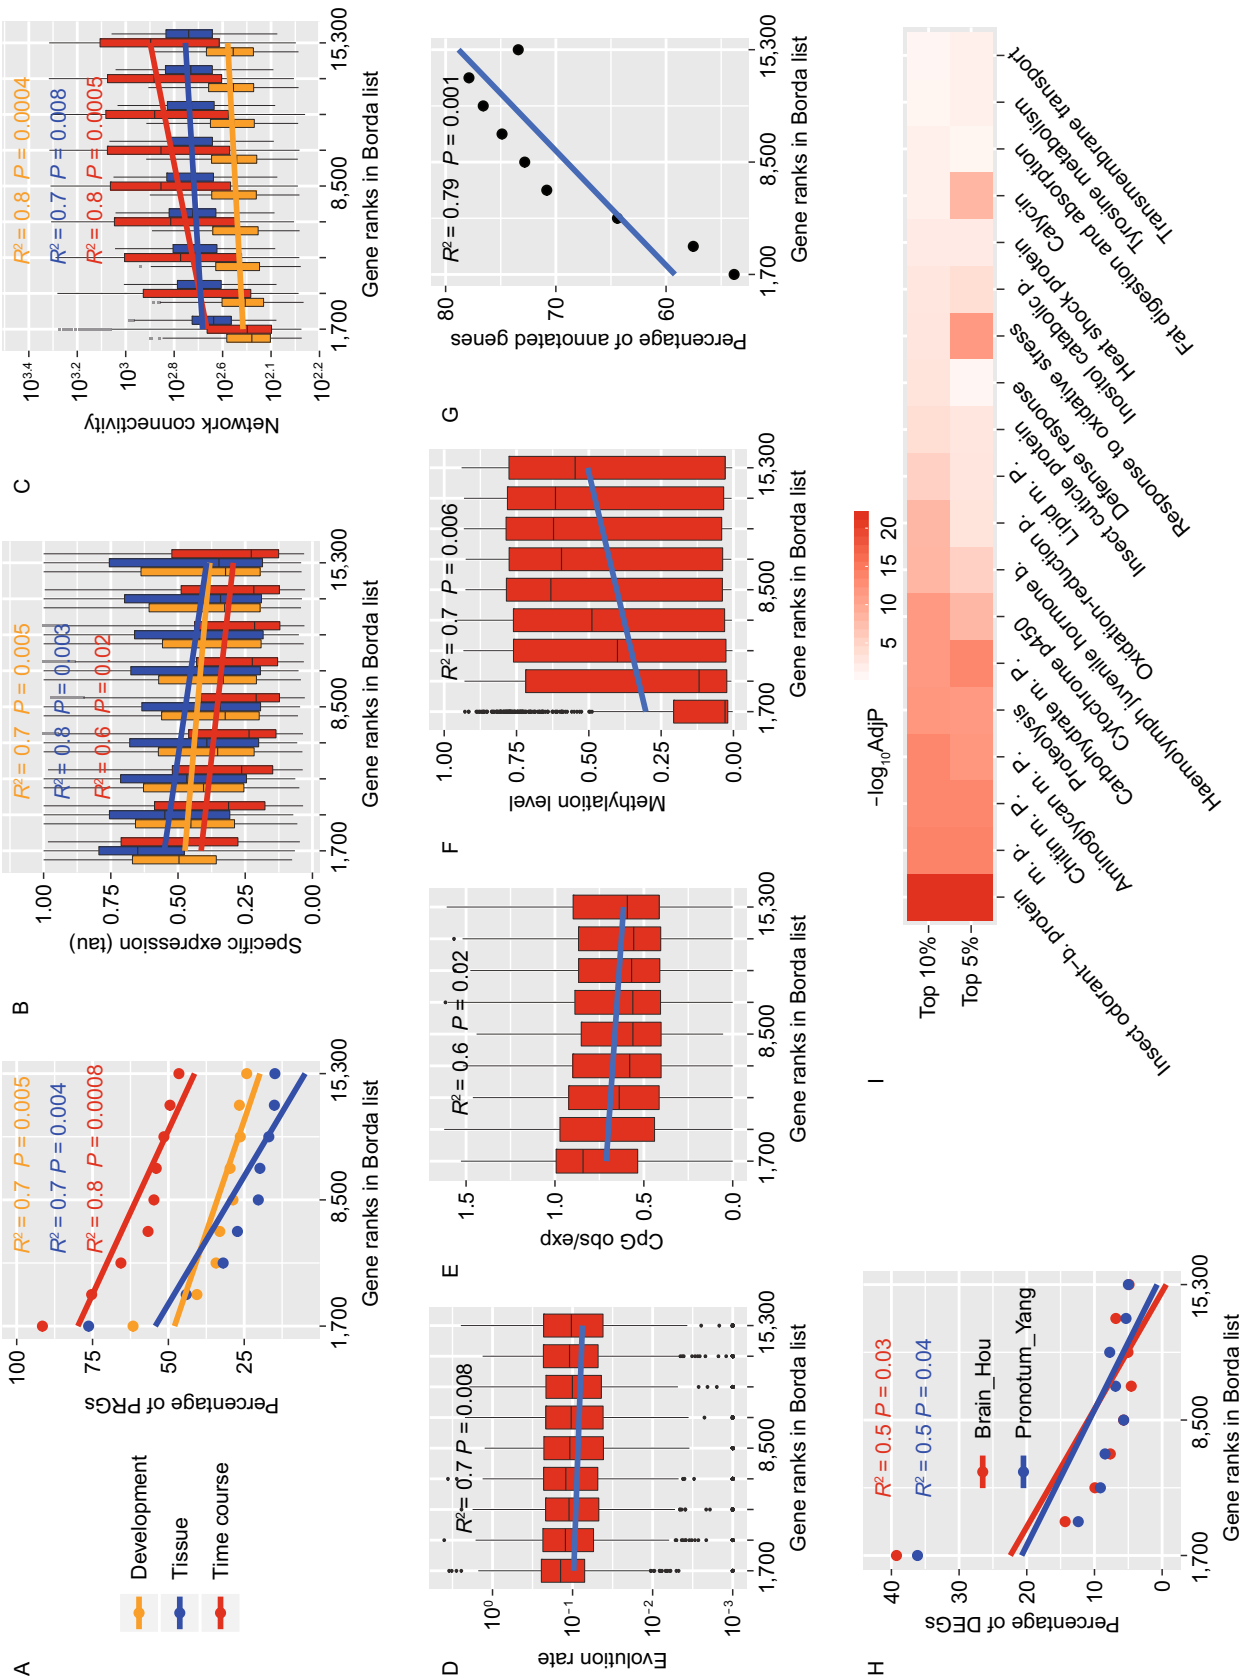 A
Development
Tissue
Time course
Percentage of PRGs
100
75
50
25
R² = 0.7 P = 0.005
R² = 0.7 P = 0.004
R² = 0.8 P = 0.0008
1,700
8,500
15,300
Gene ranks in Borda list
B
Specific expression (tau)
1.00
0.75
0.50
0.25
0.00
R² = 0.7 P = 0.005
R² = 0.8 P = 0.003
R² = 0.6 P = 0.02
1,700
8,500
15,300
Gene ranks in Borda list
C
Network connectivity
10^3.4
10^3.2
10^3
10^2.8
10^2.6
10^2.1
10^2.2
R² = 0.8 P = 0.0004
R² = 0.7 P = 0.008
R² = 0.8 P = 0.0005
1,700
8,500
15,300
Gene ranks in Borda list
D
Evolution rate
10^0
10^-1
10^-2
10^-3
R² = 0.7 P = 0.008
1,700
8,500
15,300
Gene ranks in Borda list
E
CpG obs/exp
1.5
1.0
0.5
0.0
R² = 0.6 P = 0.02
1,700
8,500
15,300
Gene ranks in Borda list
F
Methylation level
1.00
0.75
0.50
0.25
0.00
R² = 0.7 P = 0.006
1,700
8,500
15,300
Gene ranks in Borda list
G
Percentage of annotated genes
80
70
60
R² = 0.79 P = 0.001
1,700
8,500
15,300
Gene ranks in Borda list
H
Percentage of DEGs
40
30
20
10
0
R² = 0.5 P = 0.03
R² = 0.5 P = 0.04
Brain_Hou
Pronotum_Yang
1,700
8,500
15,300
Gene ranks in Borda list
I
−log₁₀AdjP
5
10
15
20
Top 10%
Top 5%
Insect odorant−b. protein
m. p.
Chitin m. P.
Aminoglycan m. P.
Proteolysis
Carbohydrate m. P.
Cytochrome p450
Haemolymph juvenile hormone b.
Oxidation-reduction p.
Lipid m. P.
Insect cuticle protein
Defense response
Response to oxidative stress
Inositol catabolic p.
Heat shock protein
Calycin
Fat digestion and absorption
Tyrosine metabolism
Transmembrane transport